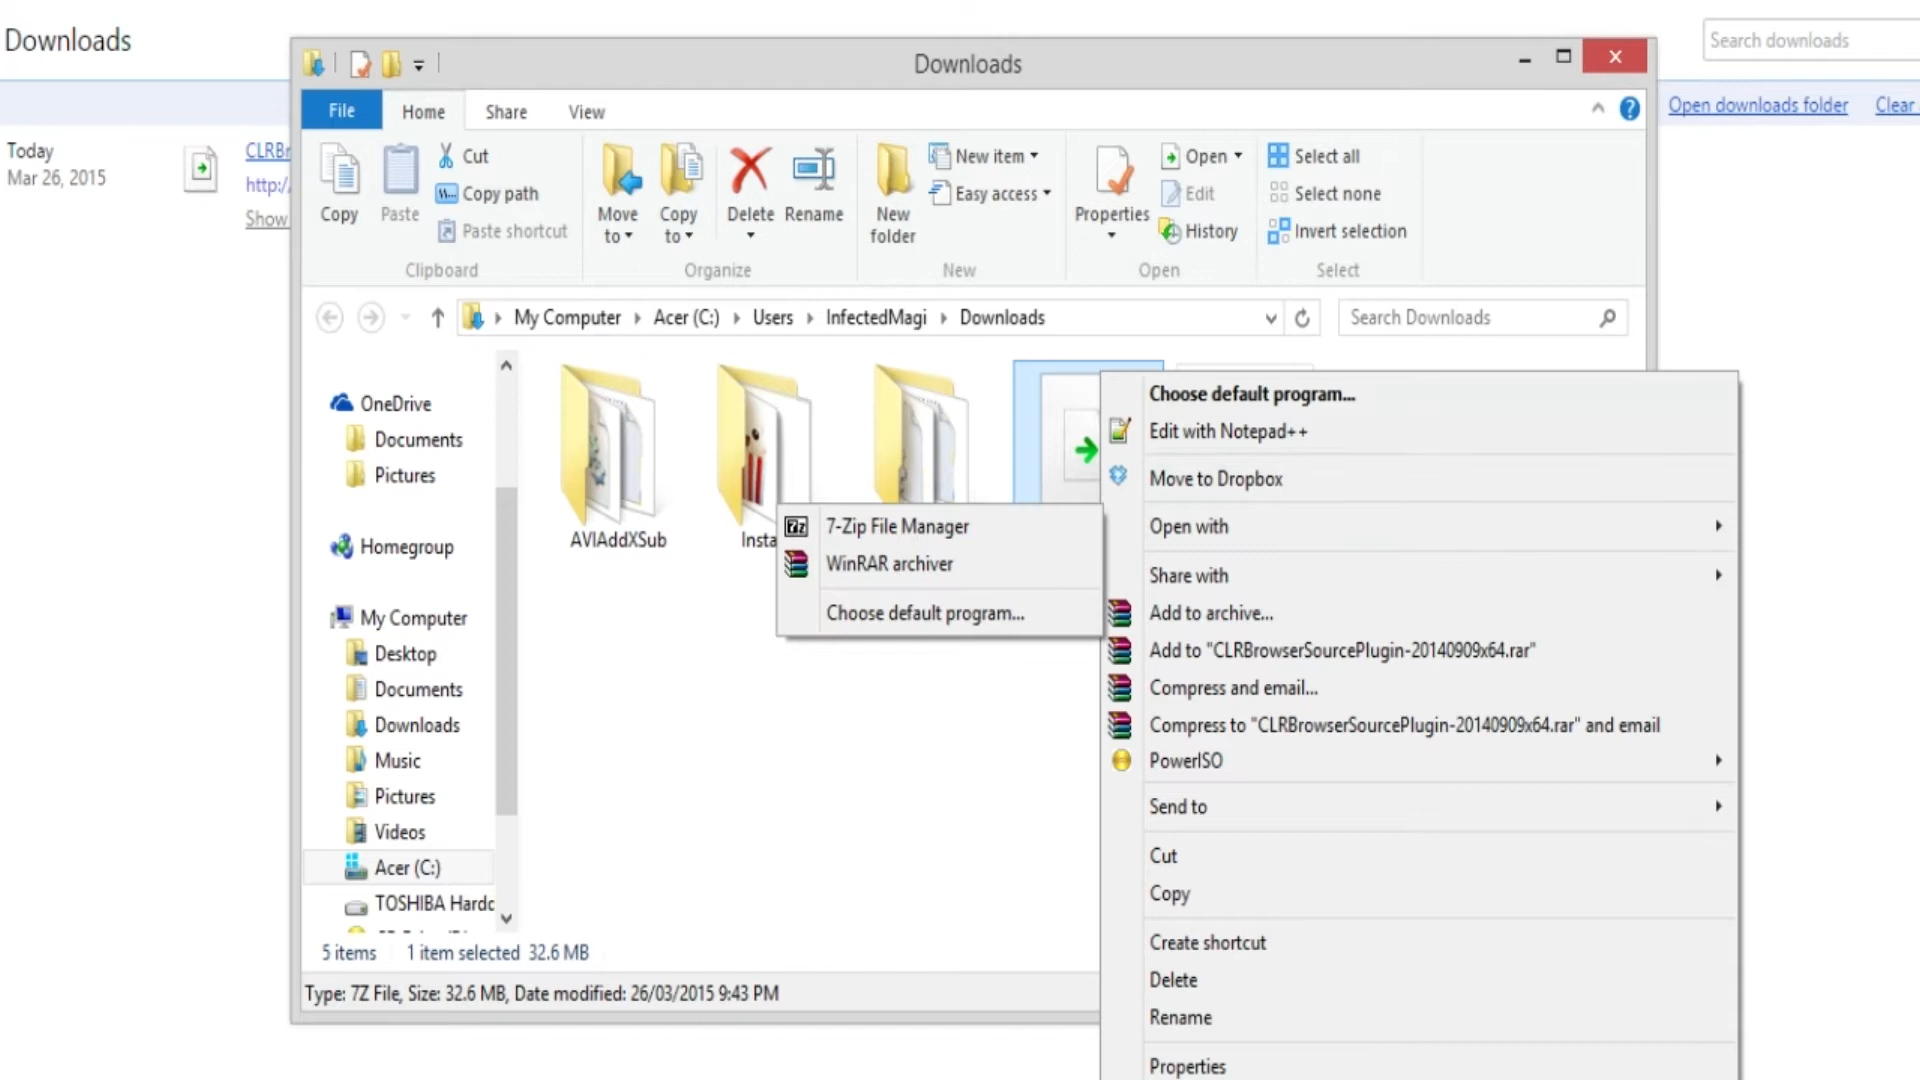 Downloads
Search downloads
Open downloads folder
Clear
Today
Mar 26, 2015
CLRBr
http:/
Show
Downloads
File
Home
Share
View
Copy
Paste
Cut
Copy path
Paste shortcut
Clipboard
Move
to
Copy
to
Delete
Rename
Organize
New
folder
New item
Easy access
New
Properties
Open
Edit
History
Open
Select all
Select none
Invert selection
Select
My Computer
Acer (C:)
Users
InfectedMagi
Downloads
Search Downloads
OneDrive
Documents
Pictures
Homegroup
My Computer
Desktop
Documents
Downloads
Music
Pictures
Videos
Acer (C:)
TOSHIBA Hardd
AVIAddXSub
Insta
7-Zip File Manager
WinRAR archiver
Choose default program...
Choose default program...
Edit with Notepad++
Move to Dropbox
Open with
Share with
Add to archive...
Add to "CLRBrowserSourcePlugin-20140909x64.rar"
Compress and email...
Compress to "CLRBrowserSourcePlugin-20140909x64.rar" and email
PowerISO
Send to
Cut
Copy
Create shortcut
Delete
Rename
Properties
5 items
1 item selected 32.6 MB
Type: 7Z File, Size: 32.6 MB, Date modified: 26/03/2015 9:43 PM